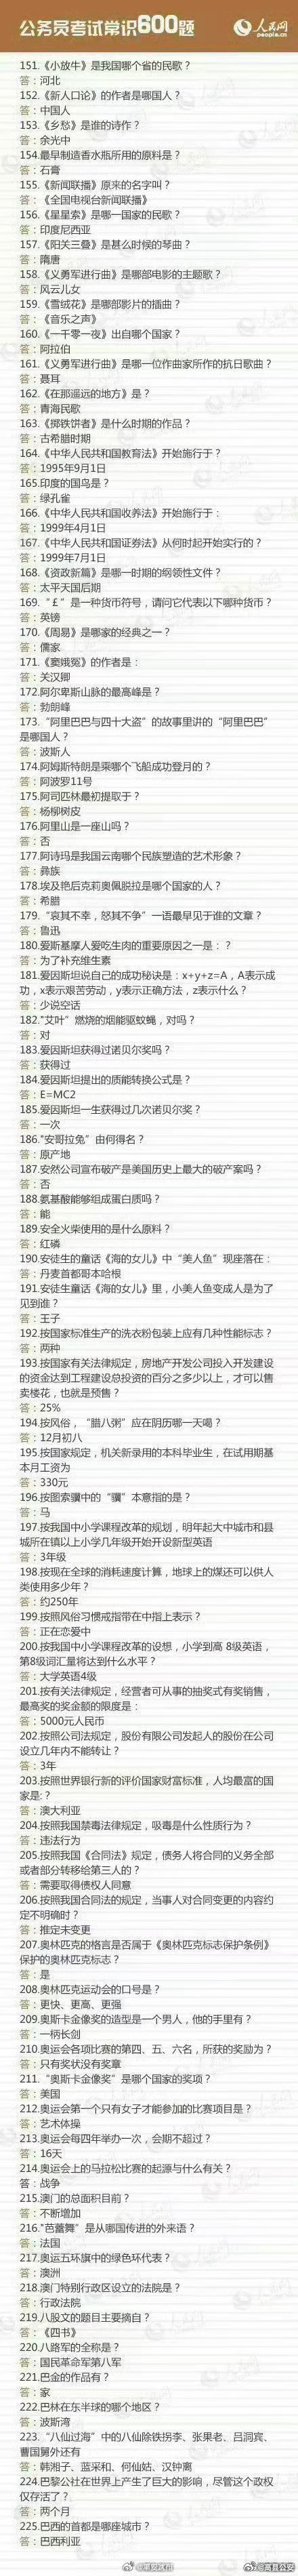 公务员考试常识600题
人民网
people.cn
151.《小放牛》是我国哪个省的民歌？
答：河北
152.《新人口论》的作者是哪国人？
答：中国人
153.《乡愁》是谁的诗作？
答：余光中
154.最早制造香水瓶所用的原料是？
答：石膏
155.《新闻联播》原来的名字叫？
答：《全国电视台新闻联播》
156.《星星索》是哪一国家的民歌？
答：印度尼西亚
157.《阳关三叠》是甚么时候的琴曲？
答：隋唐
158.《义勇军进行曲》是哪部电影的主题歌？
答：风云儿女
159.《雪绒花》是哪部影片的插曲？
答：《音乐之声》
160.《一千零一夜》出自哪个国家？
答：阿拉伯
161.《义勇军进行曲》是哪一位作曲家所作的抗日歌曲？
答：聂耳
162.《在那遥远的地方》是？
答：青海民歌
163.《掷铁饼者》是什么时期的作品？
答：古希腊时期
164.《中华人民共和国教育法》开始施行于？
答：1995年9月1日
165.印度的国鸟是？
答：绿孔雀
166.《中华人民共和国收养法》开始施行于：
答：1999年4月1日
167.《中华人民共和国证券法》从何时起开始实行的？
答：1999年7月1日
168.《资政新篇》是哪一时期的纲领性文件？
答：太平天国后期
169.“￡”是一种货币符号，请问它代表以下哪种货币？
答：英镑
170.《周易》是哪家的经典之一？
答：儒家
171.《窦娥冤》的作者是：
答：关汉卿
172.阿尔卑斯山脉的最高峰是？
答：勃朗峰
173.“阿里巴巴与四十大盗”的故事里讲的“阿里巴巴”
是哪国人？
答：波斯人
174.阿姆斯特朗是乘哪个飞船成功登月的？
答：阿波罗11号
175.阿司匹林最初提取于？
答：杨柳树皮
176.阿里山是一座山吗？
答：否
177.阿诗玛是我国云南哪个民族塑造的艺术形象？
答：彝族
178.埃及艳后克莉奥佩脱拉是哪个国家的人？
答：希腊
179.“哀其不幸，怒其不争”一语最早见于谁的文章？
答：鲁迅
180.爱斯基摩人爱吃生肉的重要原因之一是：？
答：为了补充维生素
181.爱因斯坦说自己的成功秘诀是：x+y+z=A，A表示成
功，x表示艰苦劳动，y表示正确方法，z表示什么？
答：少说空话
182."艾叶”燃烧的烟能驱蚊蝇，对吗？
答：对
183.爱因斯坦获得过诺贝尔奖吗？
答：获得过
184.爱因斯坦提出的质能转换公式是？
答：E=MC2
185.爱因斯坦一生获得过几次诺贝尔奖？
答：一次
186."安哥拉兔”由何得名？
答：原产地
187.安然公司宣布破产是美国历史上最大的破产案吗？
答：否
188.氨基酸能够组成蛋白质吗？
答：能
189.安全火柴使用的是什么原料？
答：红磷
190.安徒生的童话《海的女儿》中“美人鱼”现座落在：
答：丹麦首都哥本哈根
191.安徒生童话《海的女儿》里，小美人鱼变成人是为了
见到谁？
答：王子
192.按国家标准生产的洗衣粉包装上应有几种性能标志？
答：两种
193.按国家有关法律规定，房地产开发公司投入开发建设
的资金达到工程建设总投资的百分之多少以上，才可以售
卖楼花，也就是预售？
答：25%
194.按风俗，“腊八粥”应在阴历哪一天喝？
答：12月初八
195.按国家规定，机关新录用的本科毕业生，在试用期基
本月工资为
答：330元
196.按图索骥中的“骥”本意指的是？
答：马
197.按我国中小学课程改革的规划，明年起大中城市和县
城所在镇以上小学几年级开始开设新型英语
答：3年级
198.按现在全球的消耗速度计算，地球上的煤还可以供人
类使用多少年？
答：约250年
199.按照风俗习惯戒指带在中指上表示？
答：正在恋爱中
200.按我国中小学课程改革的设想，小学到高 8级英语，
第8级词汇量将达到什么水平？
答：大学英语4级
201.按有关法律规定，经营者可从事的抽奖式有奖销售，
最高奖的奖金额的限度是：
答：5000元人民币
202.按照公司法规定，股份有限公司发起人的股份在公司
设立几年内不能转让？
答：3年
203.按照世界银行新的评价国家财富标准，人均最富的国
家是：？
答：澳大利亚
204.按照我国禁毒法律规定，吸毒是什么性质行为？
答：违法行为
205.按照我国《合同法》规定，债务人将合同的义务全部
或者部分转移给第三人的？
答：需要取得债权人同意
206.按照我国合同法的规定，当事人对合同变更的内容约
定不明确时？
答：推定未变更
207.奥林匹克的格言是否属于《奥林匹克标志保护条例》
保护的奥林匹克标志？
答：是
208.奥林匹克运动会的口号是？
答：更快、更高、更强
209.奥斯卡金像奖的造型是一个男人，他的手里有？
答：一柄长剑
210.奥运会各项比赛的第四、五、六名，所获的奖励为？
答：只有奖状没有奖章
211.“奥斯卡金像奖”是哪个国家的奖项？
答：美国
212.奥运会第一个只有女子才能参加的比赛项目是？
答：艺术体操
213.奥运会每四年举办一次，会期不超过？
答：16天
214.奥运会上的马拉松比赛的起源与什么有关？
答：战争
215.澳门的总面积目前？
答：不断增加
216."芭蕾舞”是从哪国传进的外来语？
答：法国
217.奥运五环旗中的绿色环代表？
答：澳洲
218.澳门特别行政区设立的法院是？
答：行政法院
219.八股文的题目主要摘自？
答：《四书》
220.八路军的全称是？
答：国民革命军第八军
221.巴金的作品有？
答：家
222.巴林在东半球的哪个地区？
答：波斯湾
223.“八仙过海”中的八仙除铁拐李、张果老、吕洞宾、
曹国舅外还有
答：韩湘子、蓝采和、何仙姑、汉钟离
224.巴黎公社在世界上产生了巨大的影响，尽管这个政权
仅存活了？
答：两个月
225.巴西的首都是哪座城市？
答：巴西利亚